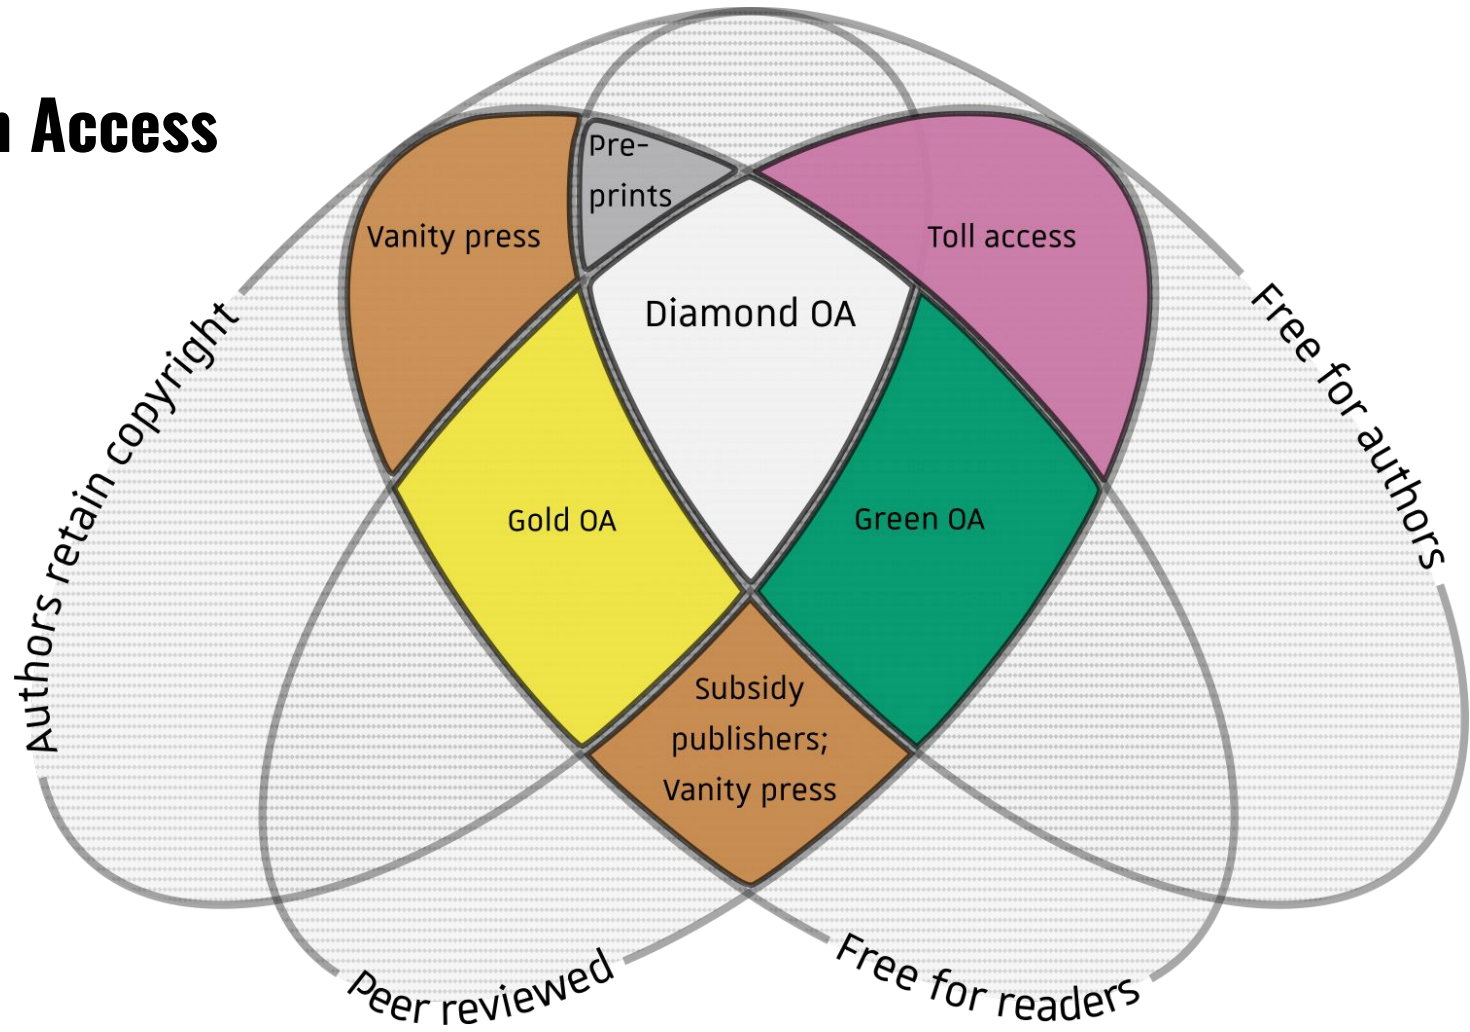 Access
Pre-
prints
Vanity press
Toll access
Diamond OA
Authors retain copyright
Free for authors
Gold OA
Green OA
Subsidy
publishers;
Vanity press
Peer reviewed
Free for readers